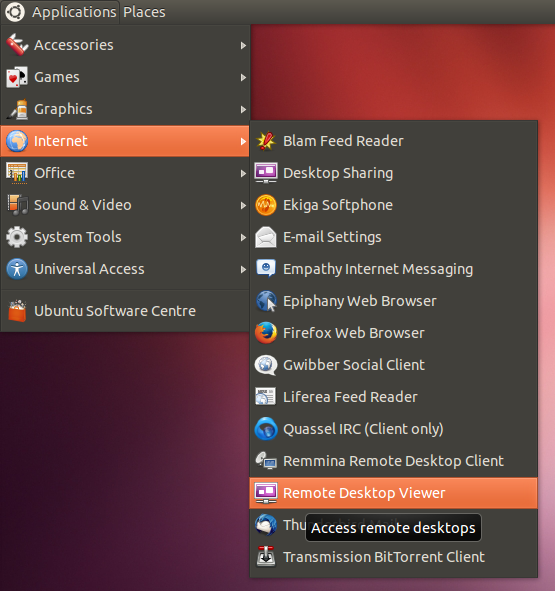 Applications Places
Accessories
Games
Graphics
Internet
Office
Sound & Video
System Tools
Universal Access
Ubuntu Software Centre
Blam Feed Reader
Desktop Sharing
Ekiga Softphone
E-mail Settings
Empathy Internet Messaging
Epiphany Web Browser
Firefox Web Browser
Gwibber Social Client
Liferea Feed Reader
Quassel IRC (Client only)
Remmina Remote Desktop Client
Remote Desktop Viewer
Access remote desktops
Transmission BitTorrent Client